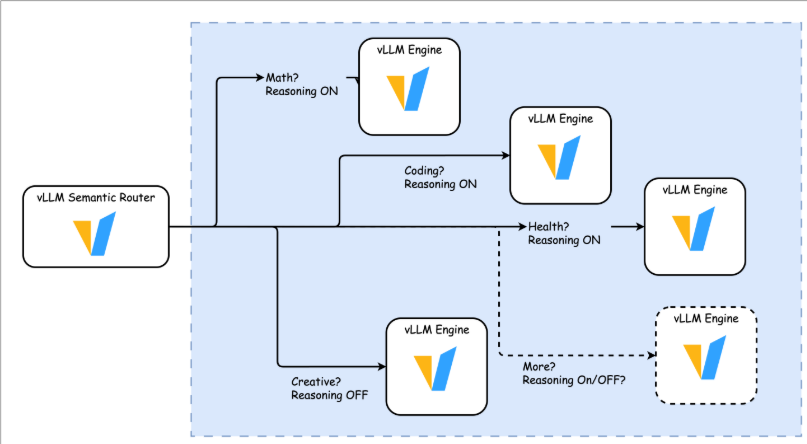 vLLM Engine
Math?
Reasoning ON
vLLM Engine
Coding?
Reasoning ON
vLLM Semantic Router
vLLM Engine
Health?
Reasoning ON
vLLM Engine
Creative?
Reasoning OFF
vLLM Engine
More?
Reasoning On/OFF?